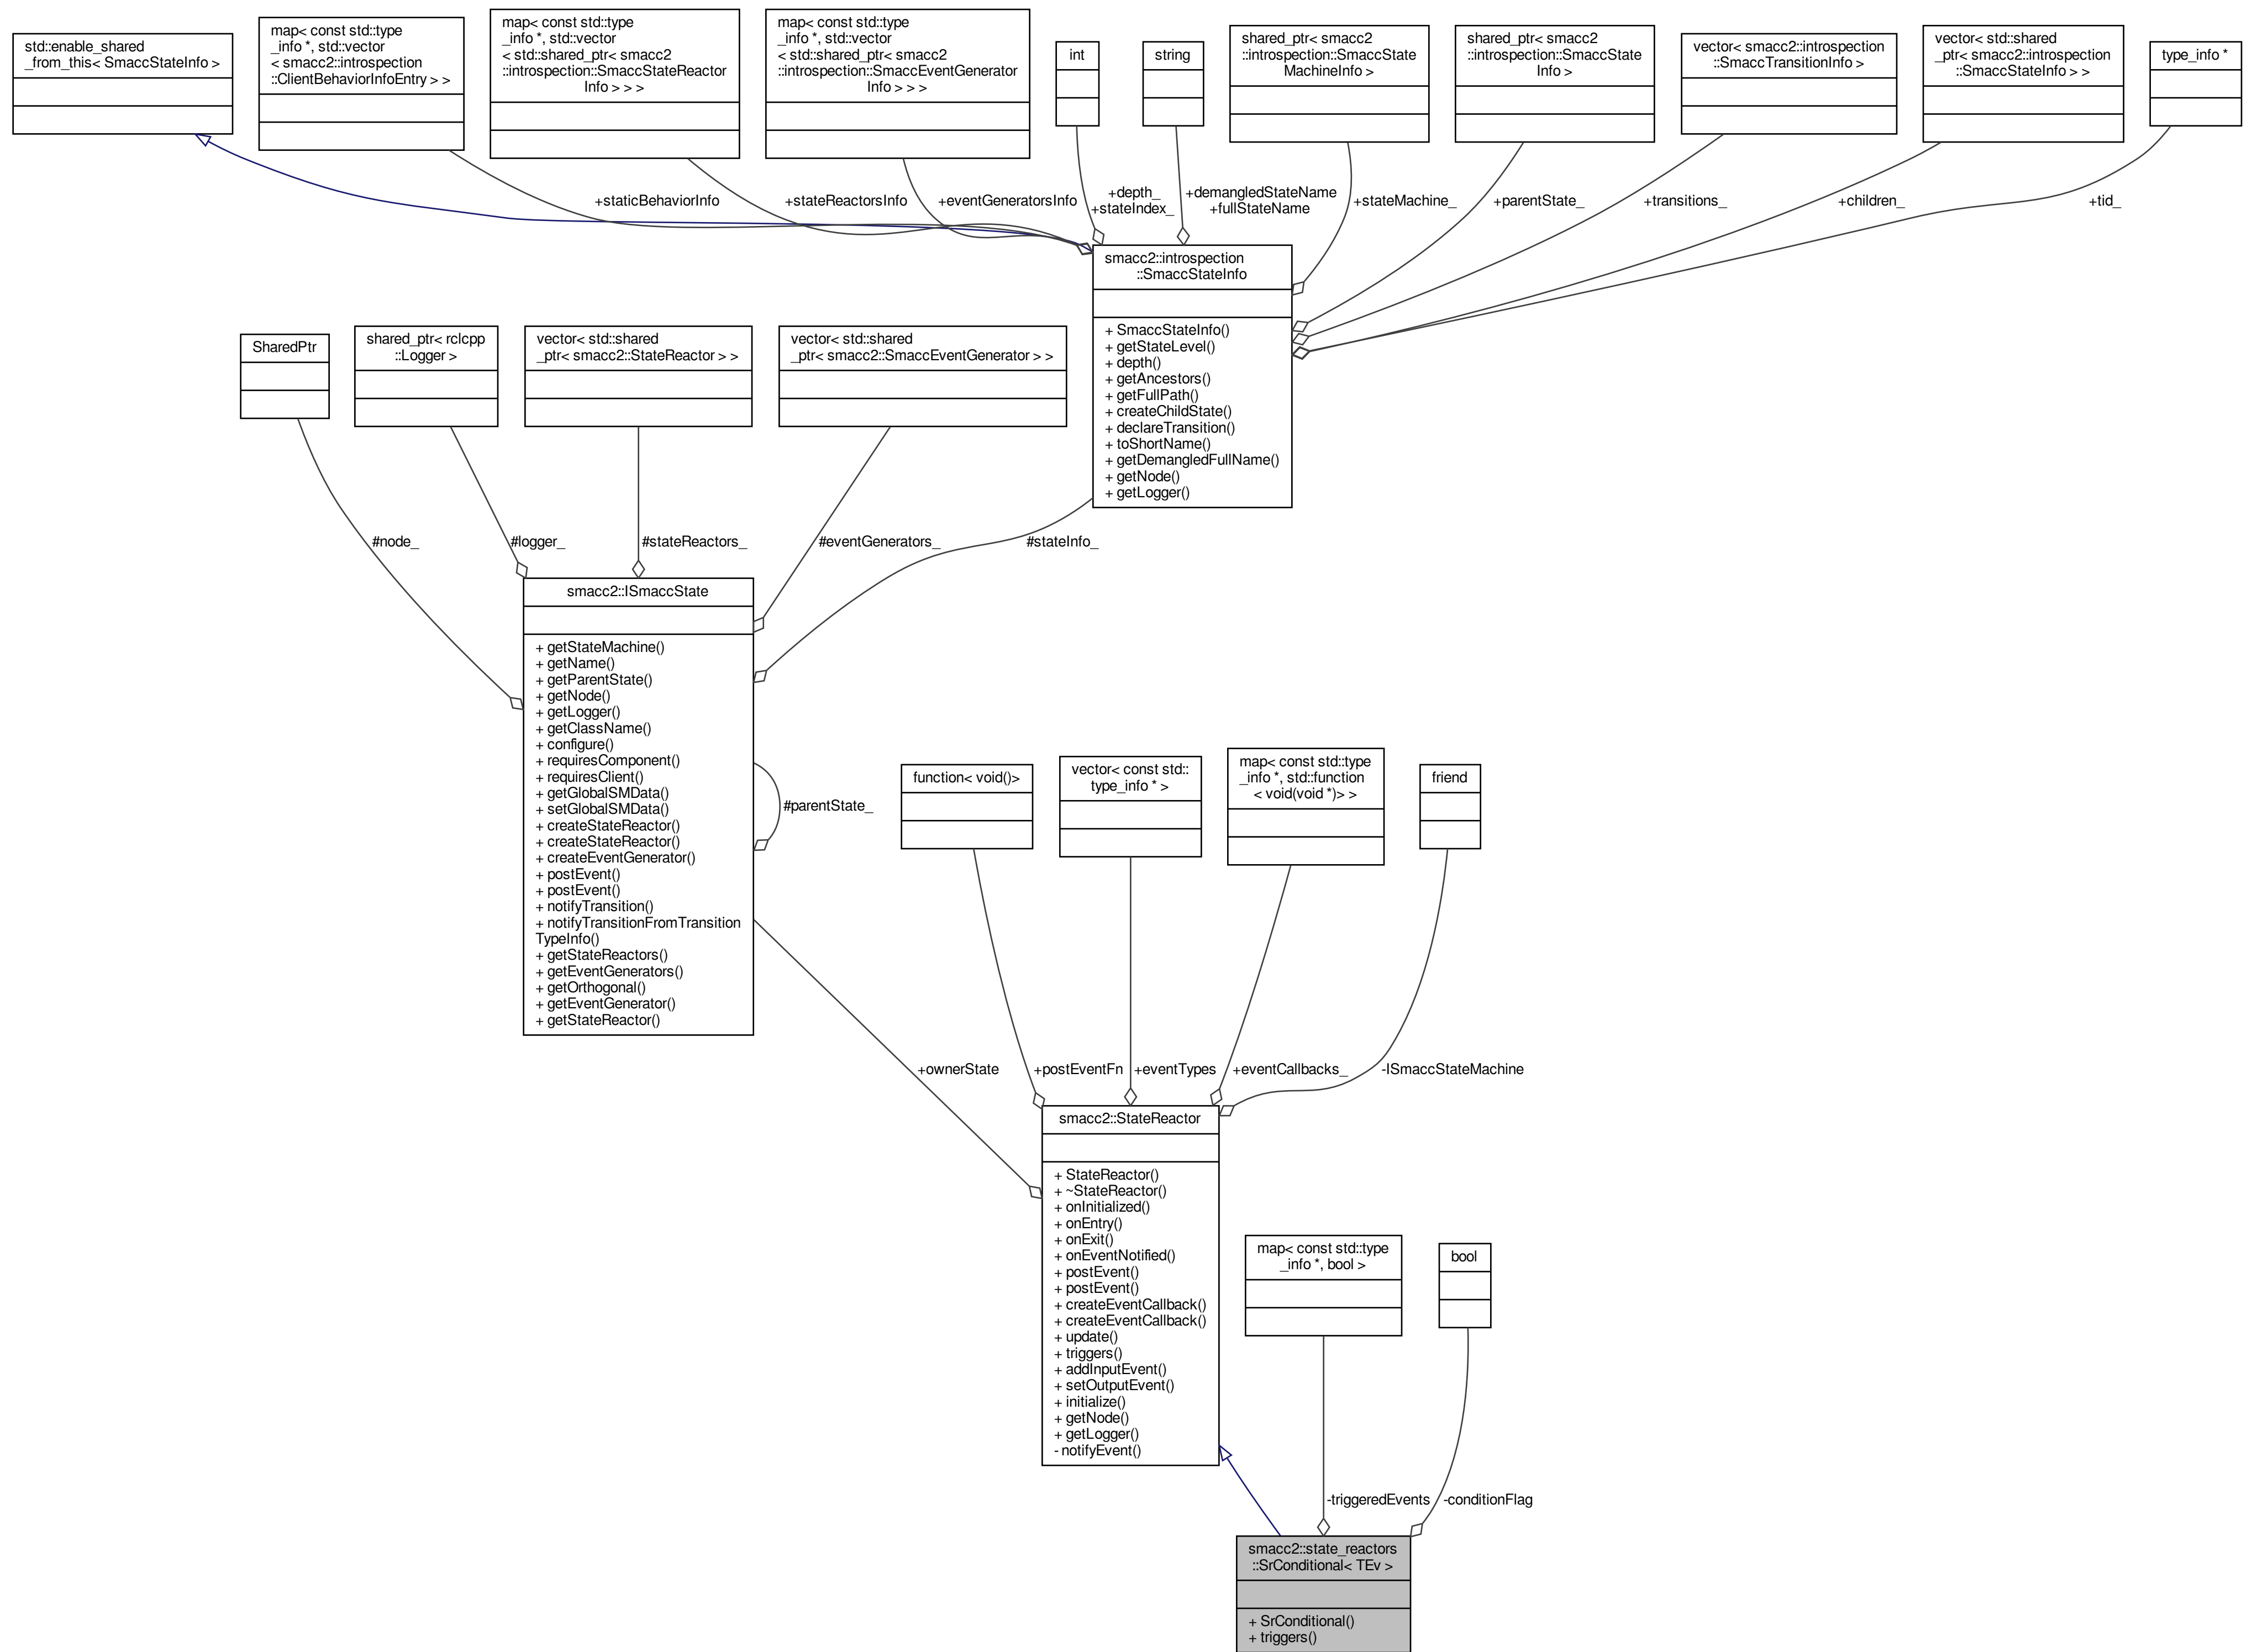 std::enable_shared
_from_this< SmaccStateInfo >
map< const std::type
_info *, std::vector
< smacc2::introspection
::ClientBehaviorInfoEntry > >
map< const std::type
_info *, std::vector
< std::shared_ptr< smacc2
::introspection::SmaccStateReactor
Info > > >
map< const std::type
_info *, std::vector
< std::shared_ptr< smacc2
::introspection::SmaccEventGenerator
Info > > >
int
string
shared_ptr< smacc2
::introspection::SmaccState
MachineInfo >
shared_ptr< smacc2
::introspection::SmaccState
Info >
vector< smacc2::introspection
::SmaccTransitionInfo >
vector< std::shared
_ptr< smacc2::introspection
::SmaccStateInfo > >
type_info *
+staticBehaviorInfo
+stateReactorsInfo
+eventGeneratorsInfo
+depth_
+stateIndex_
+demangledStateName
+fullStateName
+stateMachine_
+parentState_
+transitions_
+children_
+tid_
smacc2::introspection
::SmaccStateInfo
+ SmaccStateInfo()
+ getStateLevel()
+ depth()
+ getAncestors()
+ getFullPath()
+ createChildState()
+ declareTransition()
+ toShortName()
+ getDemangledFullName()
+ getNode()
+ getLogger()
SharedPtr
shared_ptr< rclcpp
::Logger >
vector< std::shared
_ptr< smacc2::StateReactor > >
vector< std::shared
_ptr< smacc2::SmaccEventGenerator > >
#node_
#logger_
#stateReactors_
#eventGenerators_
#stateInfo_
smacc2::ISmaccState
+ getStateMachine()
+ getName()
+ getParentState()
+ getNode()
+ getLogger()
+ getClassName()
+ configure()
+ requiresComponent()
+ requiresClient()
+ getGlobalSMData()
+ setGlobalSMData()
+ createStateReactor()
+ createStateReactor()
+ createEventGenerator()
+ postEvent()
+ postEvent()
+ notifyTransition()
+ notifyTransitionFromTransition
TypeInfo()
+ getStateReactors()
+ getEventGenerators()
+ getOrthogonal()
+ getEventGenerator()
+ getStateReactor()
#parentState_
function< void()>
vector< const std::
type_info * >
map< const std::type
_info *, std::function
< void(void *)> >
friend
+ownerState
+postEventFn
+eventTypes
+eventCallbacks_
-ISmaccStateMachine
smacc2::StateReactor
+ StateReactor()
+ ~StateReactor()
+ onInitialized()
+ onEntry()
+ onExit()
+ onEventNotified()
+ postEvent()
+ postEvent()
+ createEventCallback()
+ createEventCallback()
+ update()
+ triggers()
+ addInputEvent()
+ setOutputEvent()
+ initialize()
+ getNode()
+ getLogger()
- notifyEvent()
map< const std::type
_info *, bool >
bool
-triggeredEvents
-conditionFlag
smacc2::state_reactors
::SrConditional< TEv >
+ SrConditional()
+ triggers()